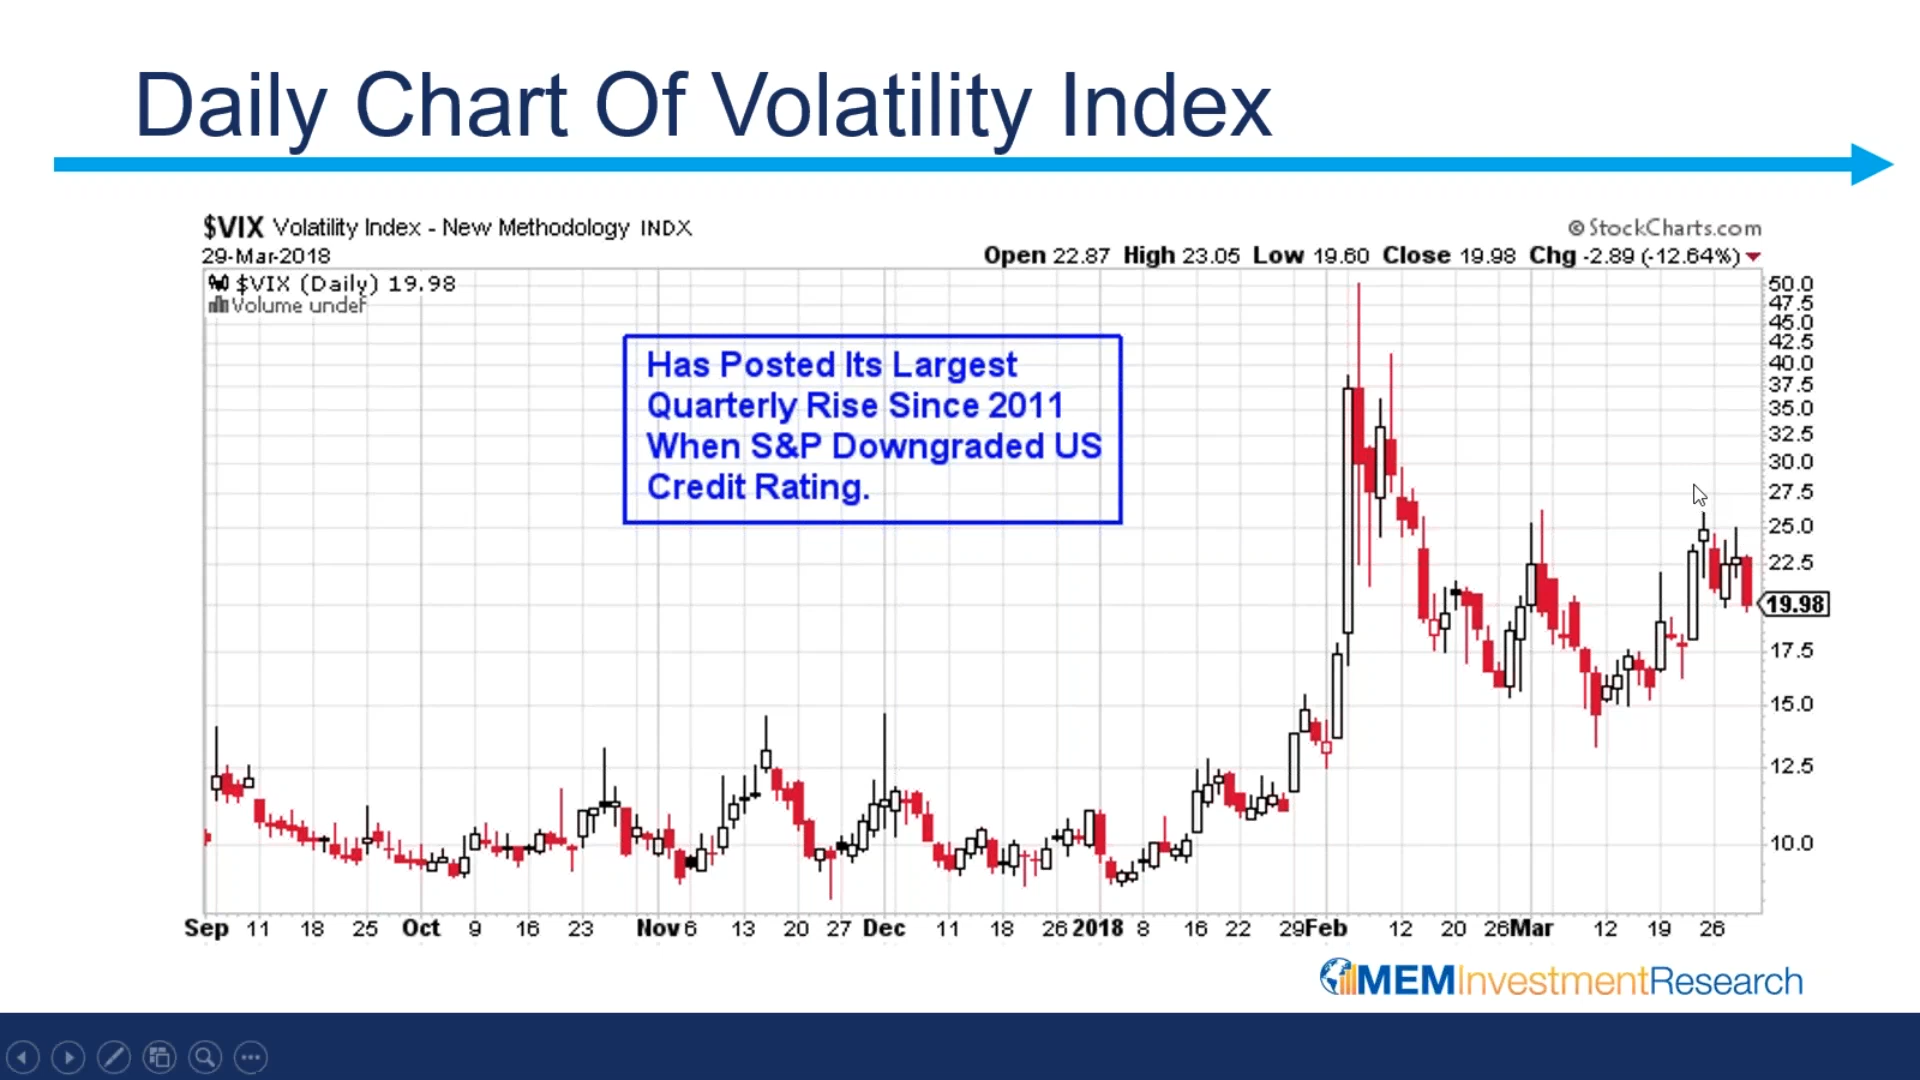 Daily Chart Of Volatility Index
$VIX Volatility Index - New Methodology INDX
© StockCharts.com
29-Mar-2018
Open 22.87 High 23.05 Low 19.60 Close 19.98 Chg -2.89 (-12.64%)
$VIX (Daily) 19.98
Volume undef
Has Posted Its Largest
Quarterly Rise Since 2011
When S&P Downgraded US
Credit Rating.
50.0
47.5
45.0
42.5
40.0
37.5
35.0
32.5
30.0
27.5
25.0
22.5
19.98
17.5
15.0
12.5
10.0
Sep 11 18 25 Oct 9 16 23 Nov 6 13 20 27 Dec 11 18 26 2018 8 16 22 29 Feb 12 20 26 Mar 12 19 26
MEMInvestmentResearch